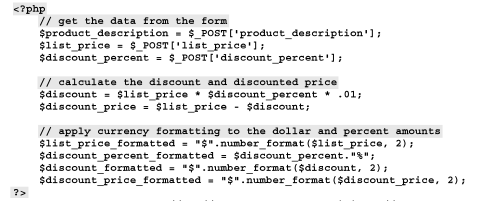 <?php
// get the data from the form
$product_description = $_POST['product_description'];
$list_price = $_POST['list_price'];
$discount_percent = $_POST['discount_percent'];
// calculate the discount and discounted price
$discount = $list_price * $discount_percent * .01;
$discount_price = $list_price - $discount;
// apply currency formatting to the dollar and percent amounts
$list_price_formatted = "$".number_format($list_price, 2);
$discount_percent_formatted = $discount_percent."%";
$discount_formatted = "$".number_format($discount, 2);
$discount_price_formatted = "$".number_format($discount_price, 2);
?>